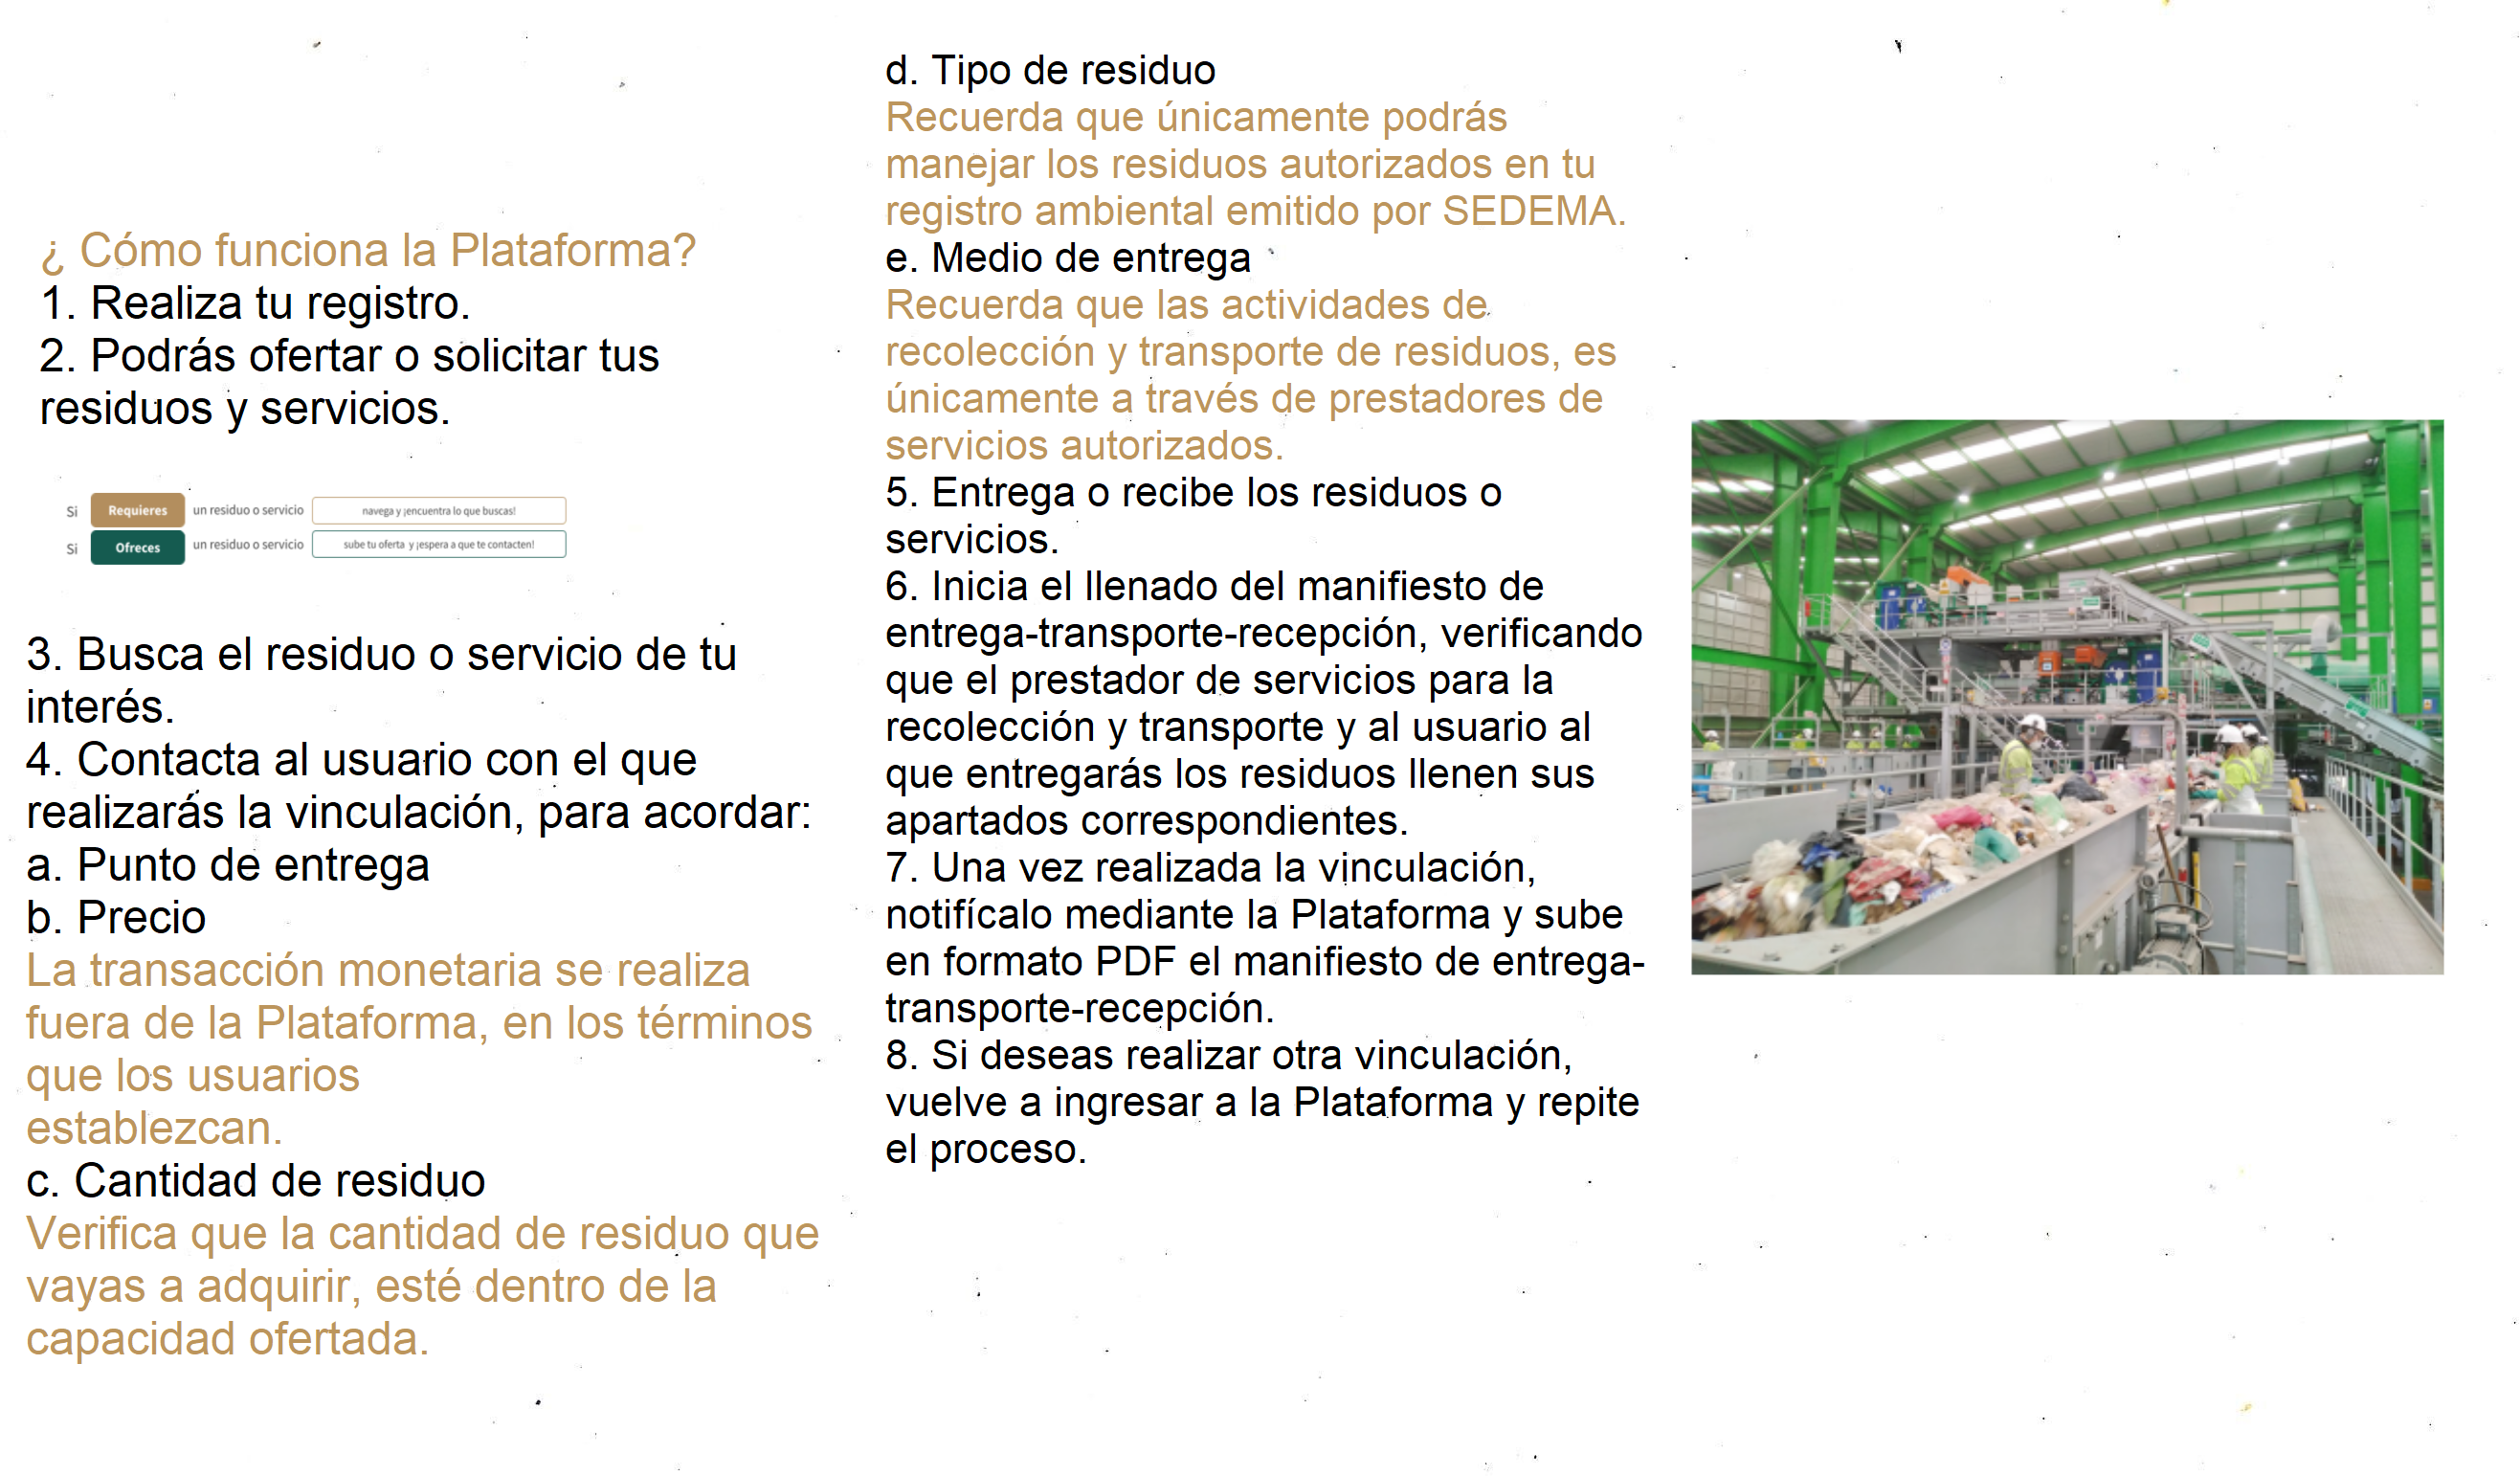 ¿ Cómo funciona la Plataforma?
1. Realiza tu registro.
2. Podrás ofertar o solicitar tus
residuos y servicios.
Si Requieres un residuo o servicio navega y ¡encuentra lo que buscas!
Si Ofreces un residuo o servicio sube tu oferta y ¡espera a que te contacten!
3. Busca el residuo o servicio de tu
interés.
4. Contacta al usuario con el que
realizarás la vinculación, para acordar:
a. Punto de entrega
b. Precio
La transacción monetaria se realiza
fuera de la Plataforma, en los términos
que los usuarios
establezcan.
c. Cantidad de residuo
Verifica que la cantidad de residuo que
vayas a adquirir, esté dentro de la
capacidad ofertada.
d. Tipo de residuo
Recuerda que únicamente podrás
manejar los residuos autorizados en tu
registro ambiental emitido por SEDEMA.
e. Medio de entrega
Recuerda que las actividades de
recolección y transporte de residuos, es
únicamente a través de prestadores de
servicios autorizados.
5. Entrega o recibe los residuos o
servicios.
6. Inicia el llenado del manifiesto de
entrega-transporte-recepción, verificando
que el prestador de servicios para la
recolección y transporte y al usuario al
que entregarás los residuos llenen sus
apartados correspondientes.
7. Una vez realizada la vinculación,
notifícalo mediante la Plataforma y sube
en formato PDF el manifiesto de entrega-
transporte-recepción.
8. Si deseas realizar otra vinculación,
vuelve a ingresar a la Plataforma y repite
el proceso.